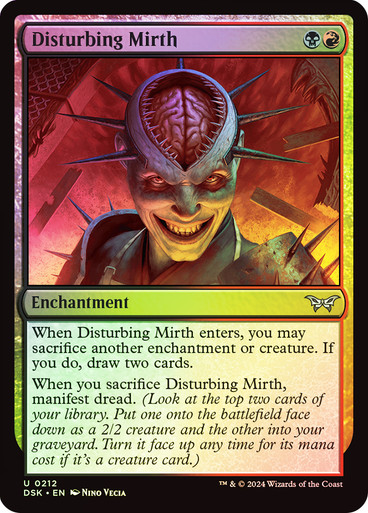 Disturbing Mirth
Enchantment
When Disturbing Mirth enters, you may
sacrifice another enchantment or creature. If
you do, draw two cards.
When you sacrifice Disturbing Mirth,
manifest dread. (Look at the top two cards of
your library. Put one onto the battlefield face
down as a 2/2 creature and the other into your
graveyard. Turn it face up any time for its mana
cost if it's a creature card.)
U 0212
DSK • EN NINO VECIA
™ & © 2024 Wizards of the Coast